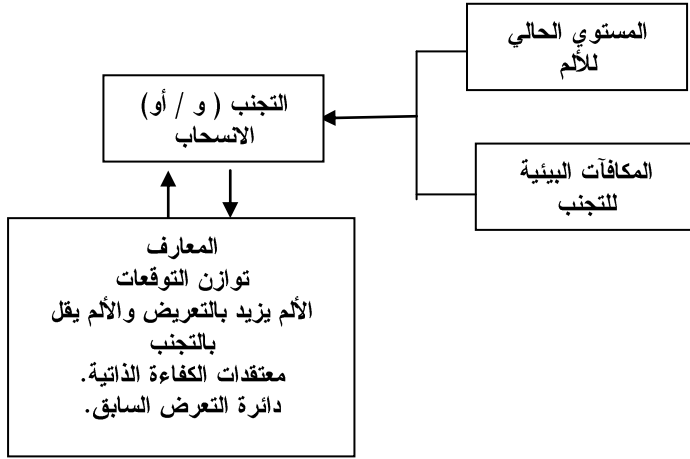 المستوي الحالي
للألم
التجنب ( و / أو)
الانسحاب
المكافآت البيئية
للتجنب
المعارف
توازن التوقعات
الألم يزيد بالتعريض والألم يقل
بالتجنب
معتقدات الكفاءة الذاتية.
دائرة التعرض السابق.